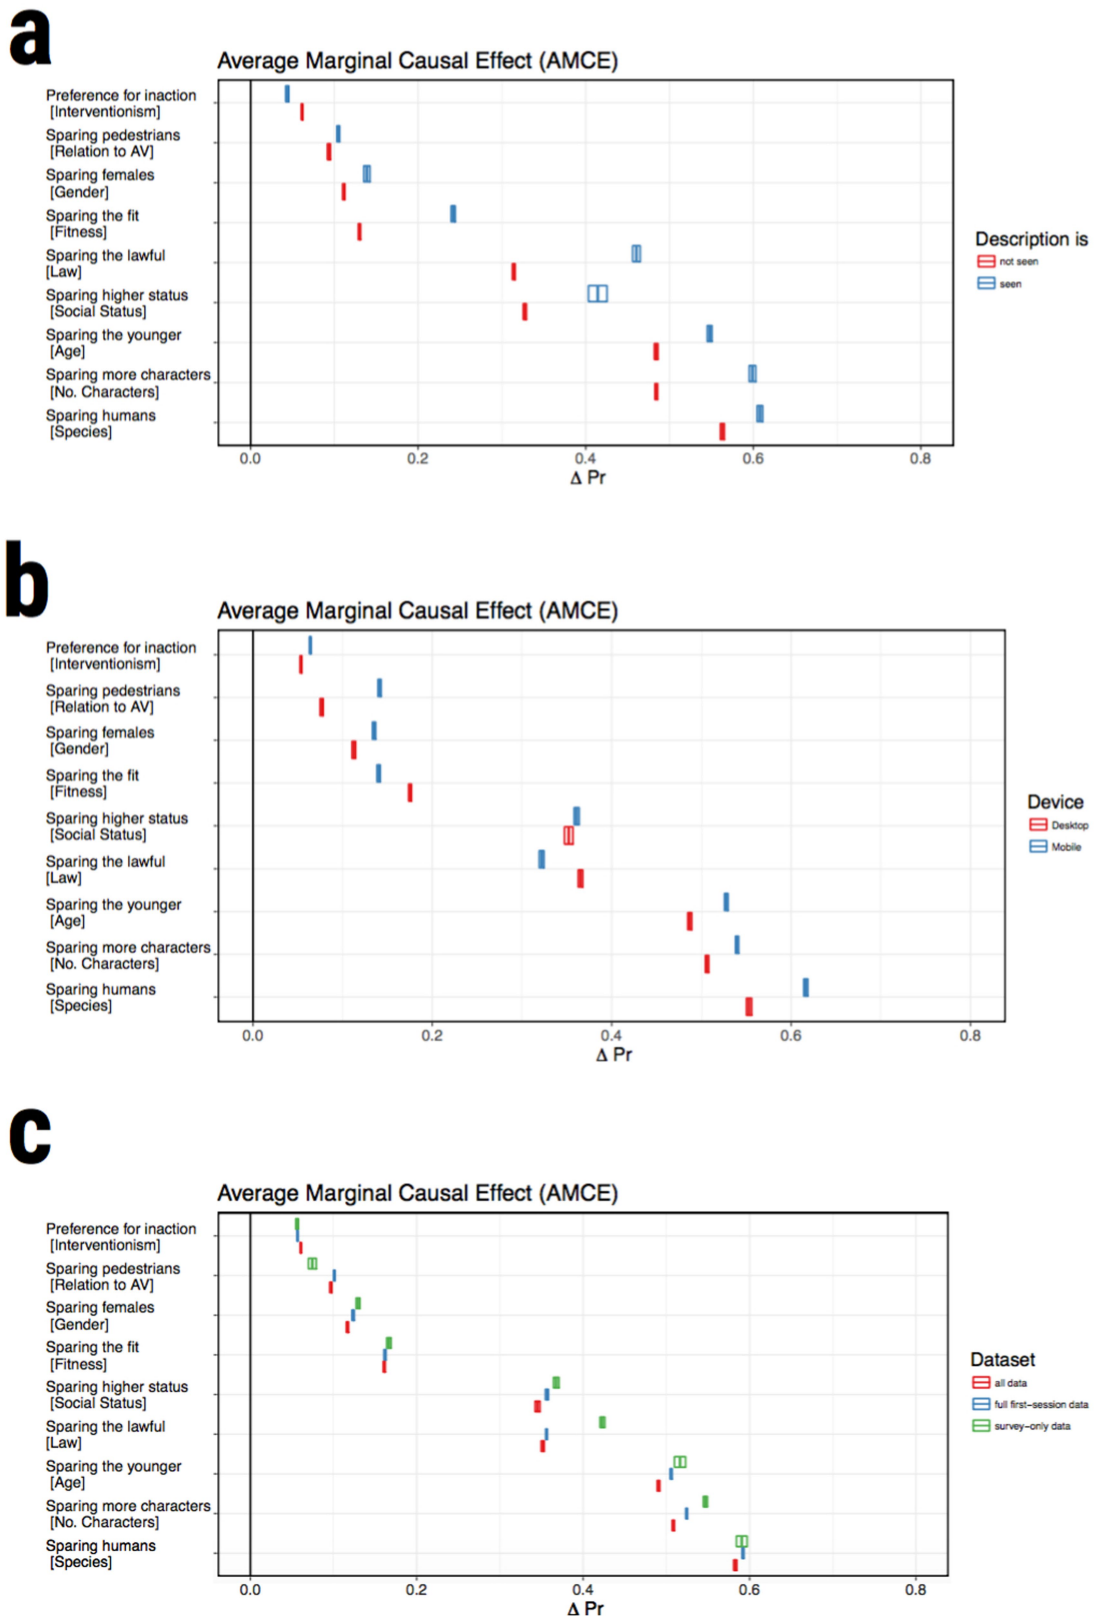 a
Average Marginal Causal Effect (AMCE)
Preference for inaction
[Interventionism]
Sparing pedestrians
[Relation to AV]
Sparing females
[Gender]
Sparing the fit
[Fitness]
Sparing the lawful
[Law]
Sparing higher status
[Social Status]
Sparing the younger
[Age]
Sparing more characters
[No. Characters]
Sparing humans
[Species]
0.0 0.2 0.4 0.6 0.8
Δ Pr
Description is
not seen
seen
b
Average Marginal Causal Effect (AMCE)
Preference for inaction
[Interventionism]
Sparing pedestrians
[Relation to AV]
Sparing females
[Gender]
Sparing the fit
[Fitness]
Sparing higher status
[Social Status]
Sparing the lawful
[Law]
Sparing the younger
[Age]
Sparing more characters
[No. Characters]
Sparing humans
[Species]
0.0 0.2 0.4 0.6 0.8
Δ Pr
Device
Desktop
Mobile
c
Average Marginal Causal Effect (AMCE)
Preference for inaction
[Interventionism]
Sparing pedestrians
[Relation to AV]
Sparing females
[Gender]
Sparing the fit
[Fitness]
Sparing higher status
[Social Status]
Sparing the lawful
[Law]
Sparing the younger
[Age]
Sparing more characters
[No. Characters]
Sparing humans
[Species]
0.0 0.2 0.4 0.6 0.8
Δ Pr
Dataset
all data
full first-session data
survey-only data